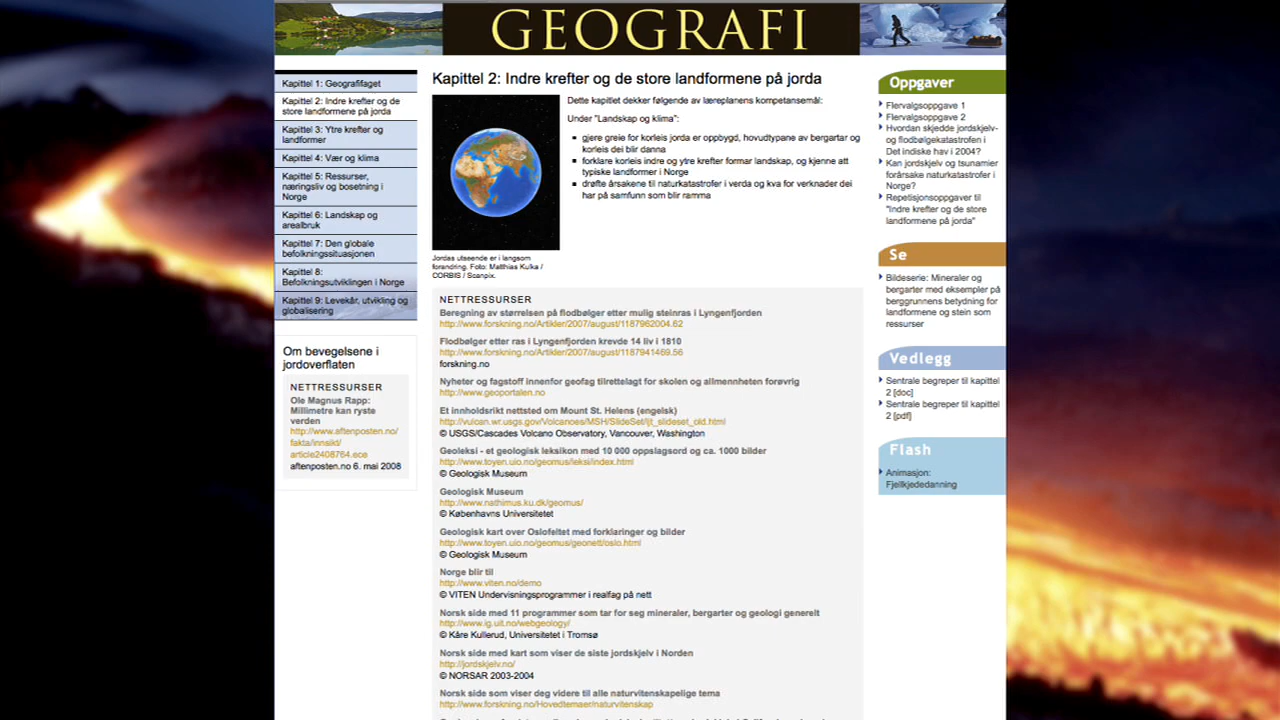 GEOGRAFI
Kapittel 1: Geografifaget
Kapittel 2: Indre krefter og de
store landformene på jorda
Kapittel 3: Ytre krefter og
landformer
Kapittel 4: Vær og klima
Kapittel 5: Ressurser,
næringsliv og bosetning i
Norge
Kapittel 6: Landskap og
arealbruk
Kapittel 7: Den globale
befolkningssituasjonen
Kapittel 8:
Befolkningsutviklingen i Norge
Kapittel 9: Levekår, utvikling og
globalisering
Om bevegelsene i
jordoverflaten
NETTRESSURSER
Ole Magnus Rapp:
Millimetre kan ryste
verden
http://www.aftenposten.no/
fakta/innsikt/
article2408764.ece
aftenposten.no 6. mai 2008
Kapittel 2: Indre krefter og de store landformene på jorda
Jordas utseende er i langsom
forandring. Foto: Matthias Kulka /
CORBIS / Scanpix.
Dette kapitlet dekker følgende av læreplanens kompetansemål:
Under "Landskap og klima":
gjere greie for korleis jorda er oppbygd, hovudtypane av bergartar og
korleis dei blir danna
forklare korleis indre og ytre krefter formar landskap, og kjenne att
typiske landformer i Norge
drøfte årsakene til naturkatastrofer i verda og kva for verknader dei
har på samfunn som blir ramma
NETTRESSURSER
Beregning av størrelsen på flodbølger etter mulig steinras i Lyngenfjorden
http://www.forskning.no/Artikler/2007/august/1187962004.62
Flodbølger etter ras i Lyngenfjorden krevde 14 liv i 1810
http://www.forskning.no/Artikler/2007/august/1187941469.56
forskning.no
Nyheter og fagstoff innenfor geofag tilrettelagt for skolen og allmennheten forøvrig
http://www.geoportalen.no
Et innholdsrikt nettsted om Mount St. Helens (engelsk)
http://vulcan.wr.usgs.gov/Volcanoes/MSH/SlideSet/ljt_slideset_old.html
© USGS/Cascades Volcano Observatory, Vancouver, Washington
Geoleksi - et geologisk leksikon med 10 000 oppslagsord og ca. 1000 bilder
http://www.toyen.uio.no/geomus/leksi/index.html
© Geologisk Museum
Geologisk Museum
http://www.nathimus.ku.dk/geomus/
© Københavns Universitetet
Geologisk kart over Oslofeltet med forklaringer og bilder
http://www.toyen.uio.no/geomus/geonett/oslo.html
© Geologisk Museum
Norge blir til
http://www.viten.no/demo
© VITEN Undervisningsprogrammer i realfag på nett
Norsk side med 11 programmer som tar for seg mineraler, bergarter og geologi generelt
http://www.ig.uit.no/webgeology/
© Kåre Kullerud, Universitetet i Tromsø
Norsk side med kart som viser de siste jordskjelv i Norden
http://jordskjelv.no/
© NORSAR 2003-2004
Norsk side som viser deg videre til alle naturvitenskapelige tema
http://www.forskning.no/Hovedtemaer/naturvitenskap
Oppgaver
Flervalgsoppgave 1
Flervalgsoppgave 2
Hvordan skjedde jordskjelv-
og flodbølgekatastrofen i
Det indiske hav i 2004?
Kan jordskjelv og tsunamier
forårsake naturkatastrofer i
Norge?
Repetisjonsoppgaver til
"Indre krefter og de store
landformene på jorda"
Se
Bildeserie: Mineraler og
bergarter med eksempler på
berggrunnens betydning for
landformene og stein som
ressurser
Vedlegg
Sentrale begreper til kapittel
2 [doc]
Sentrale begreper til kapittel
2 [pdf]
Flash
Animasjon:
Fjellkjededanning